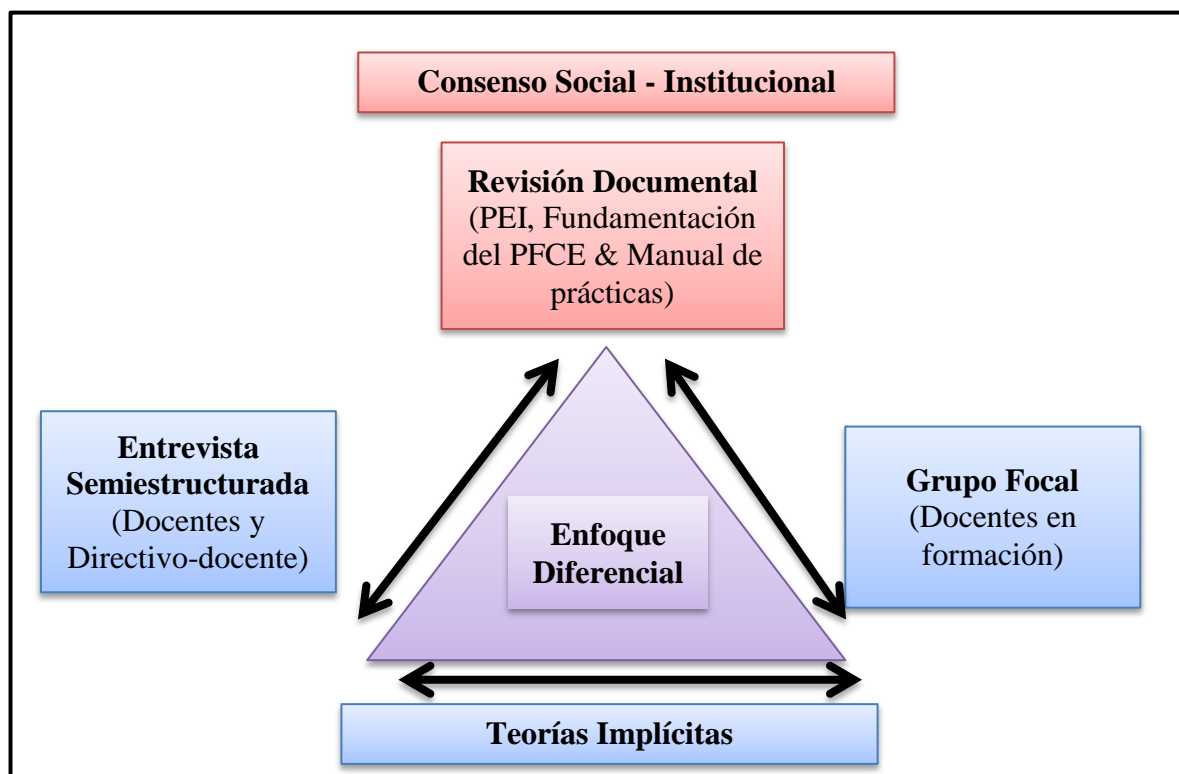 Consenso Social - Institucional
Revisión Documental
(PEI, Fundamentación
del PFCE & Manual de
prácticas)
Entrevista
Semiestructurada
(Docentes y
Directivo-docente)
Enfoque
Diferencial
Grupo Focal
(Docentes en
formación)
Teorías Implícitas